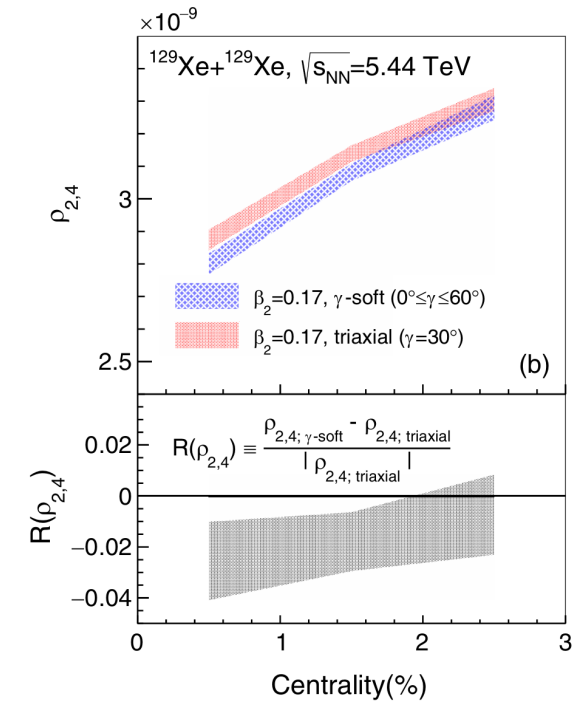 ×10⁻⁹
¹²⁹Xe+¹²⁹Xe, √sNN=5.44 TeV
ρ2,4
3
β2=0.17, γ-soft (0°≤γ≤60°)
β2=0.17, triaxial (γ=30°)
2.5
(b)
R(ρ2,4) ≡ ρ2,4; γ-soft - ρ2,4; triaxial
| ρ2,4; triaxial |
R(ρ2,4)
0.02
0
−0.02
−0.04
0 1 2 3
Centrality(%)